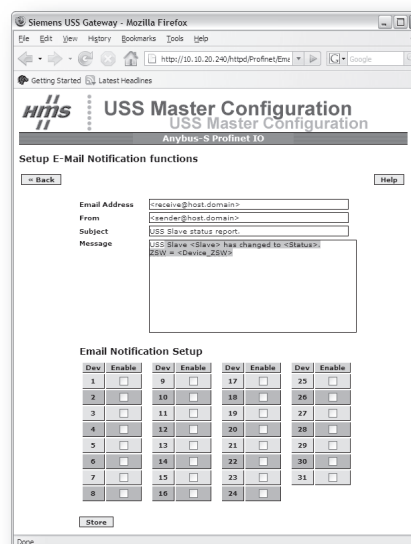 Siemens USS Gateway - Mozilla Firefox
File Edit View History Bookmarks Tools Help
http://10.10.20.240/httpd/Profinet/Ema
Google
Getting Started Latest Headlines
HMS
USS Master Configuration
USS Master Configuration
Anybus-S Profinet IO
Setup E-Mail Notification functions
« Back Help
Email Address <receive@host.domain>
From <sender@host.domain>
Subject USS Slave status report.
Message USS Slave <Slave> has changed to <Status>.
ZSW = <Device_ZSW>
Email Notification Setup
Dev Enable Dev Enable Dev Enable Dev Enable
1 9 17 25
2 10 18 26
3 11 19 27
4 12 20 28
5 13 21 29
6 14 22 30
7 15 23 31
8 16 24
Store
Done